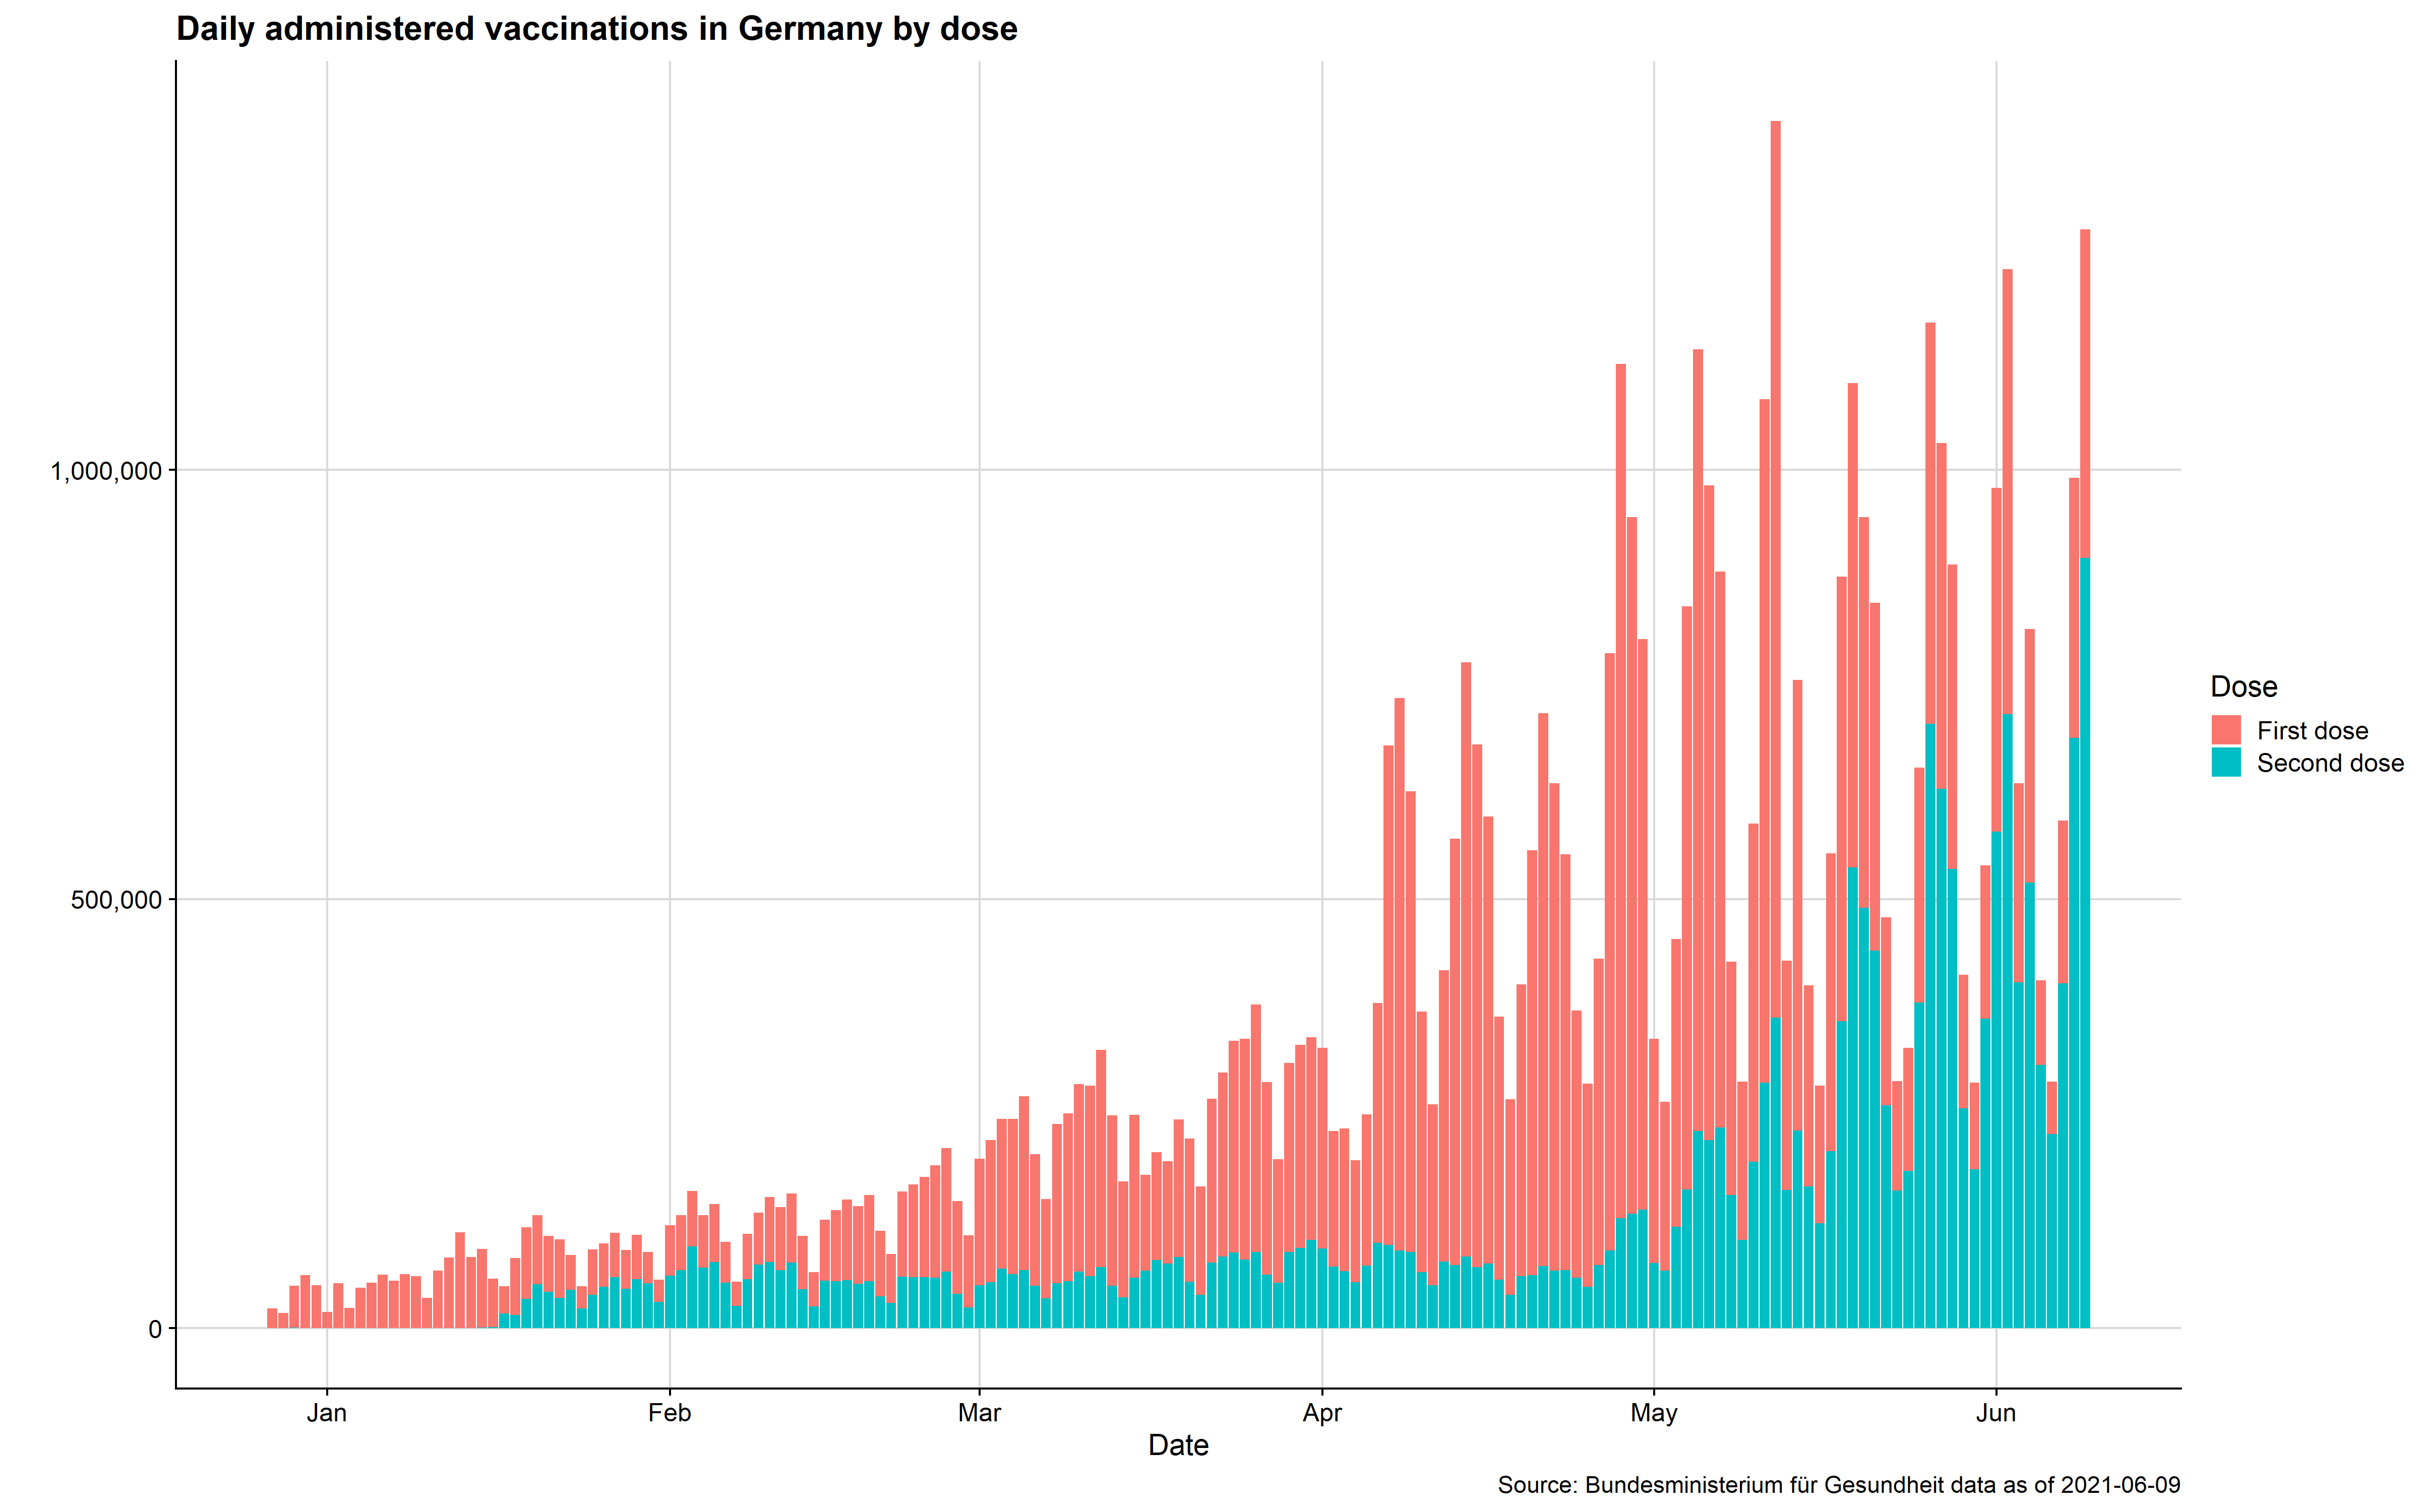 Daily administered vaccinations in Germany by dose
1,000,000
500,000
0
Jan
Feb
Mar
Apr
May
Jun
Date
Dose
First dose
Second dose
Source: Bundesministerium für Gesundheit data as of 2021-06-09